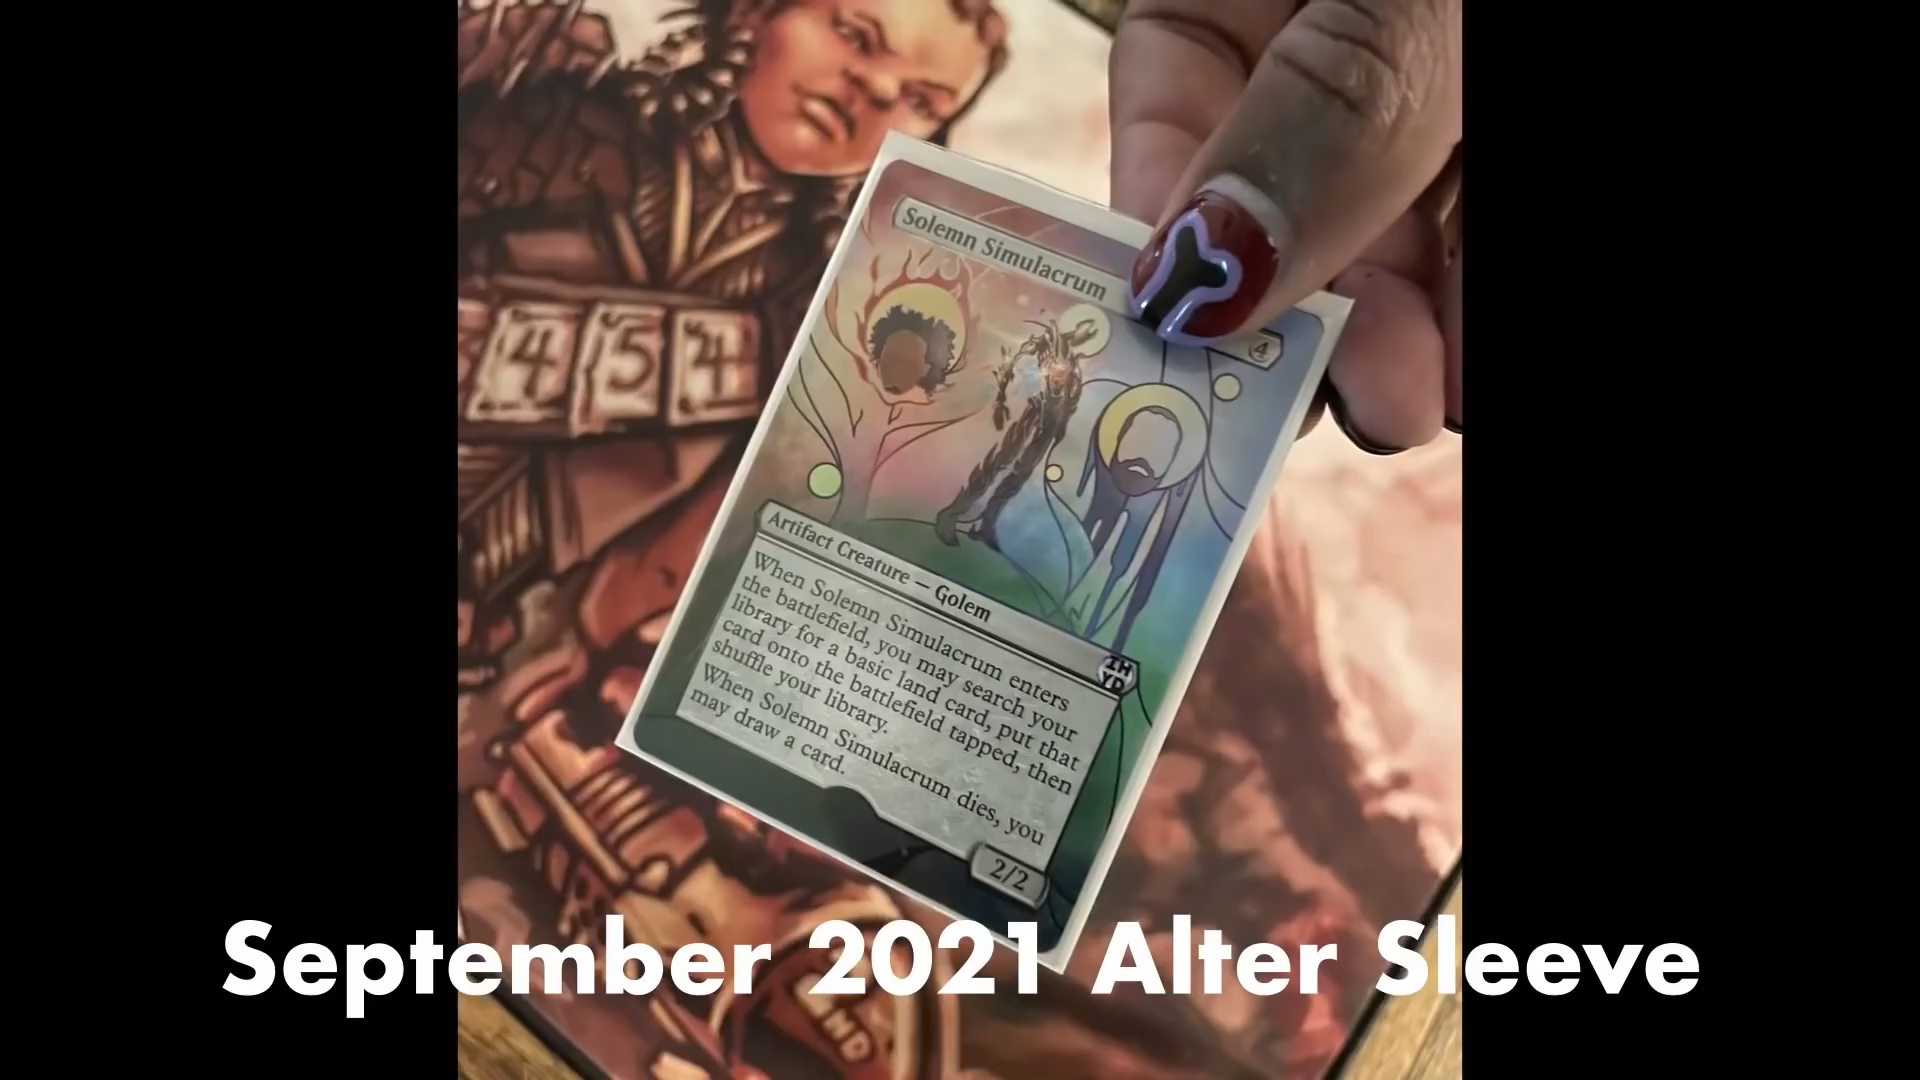 Solemn Simulacrum
4
4 5 4
Artifact Creature — Golem
IH
YD
When Solemn Simulacrum enters
the battlefield, you may search your
library for a basic land card, put that
card onto the battlefield tapped, then
shuffle your library.
When Solemn Simulacrum dies, you
may draw a card.
2/2
September 2021 Alter Sleeve